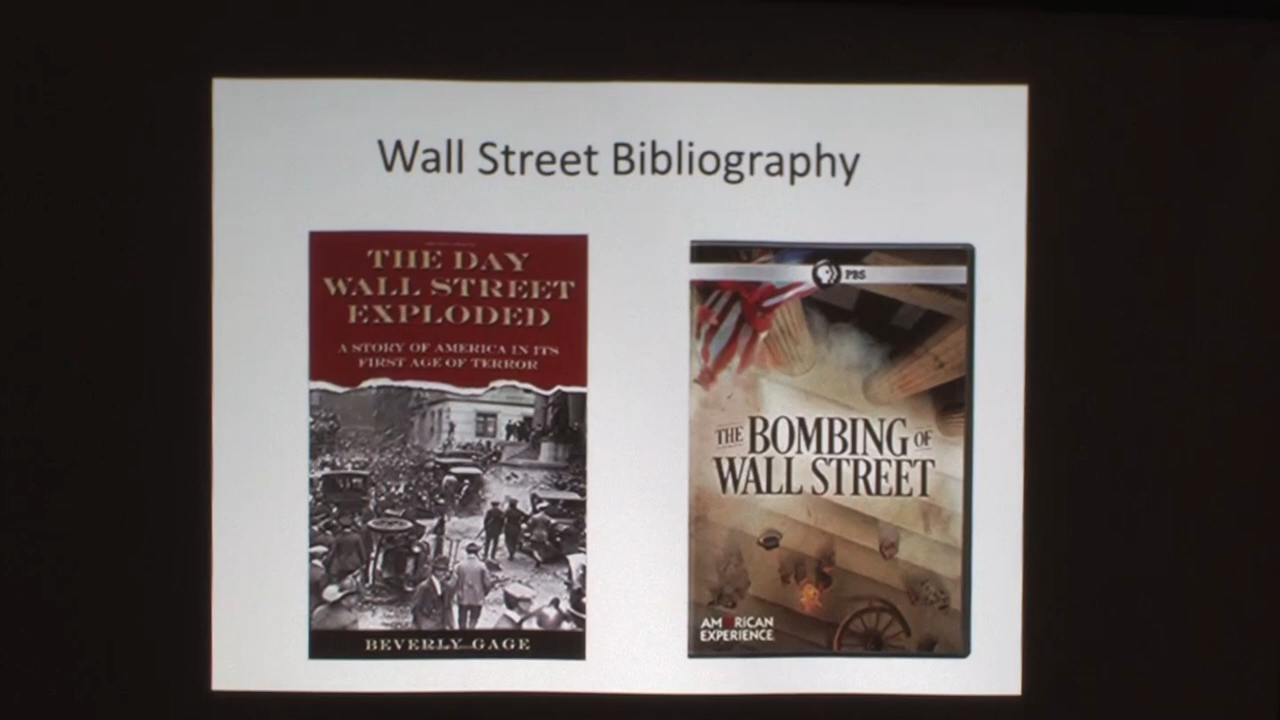 Wall Street Bibliography
THE DAY
WALL STREET
EXPLODED
A STORY OF AMERICA IN ITS
FIRST AGE OF TERROR
BEVERLY GAGE
PBS
THE BOMBING OF
WALL STREET
AMERICAN
EXPERIENCE